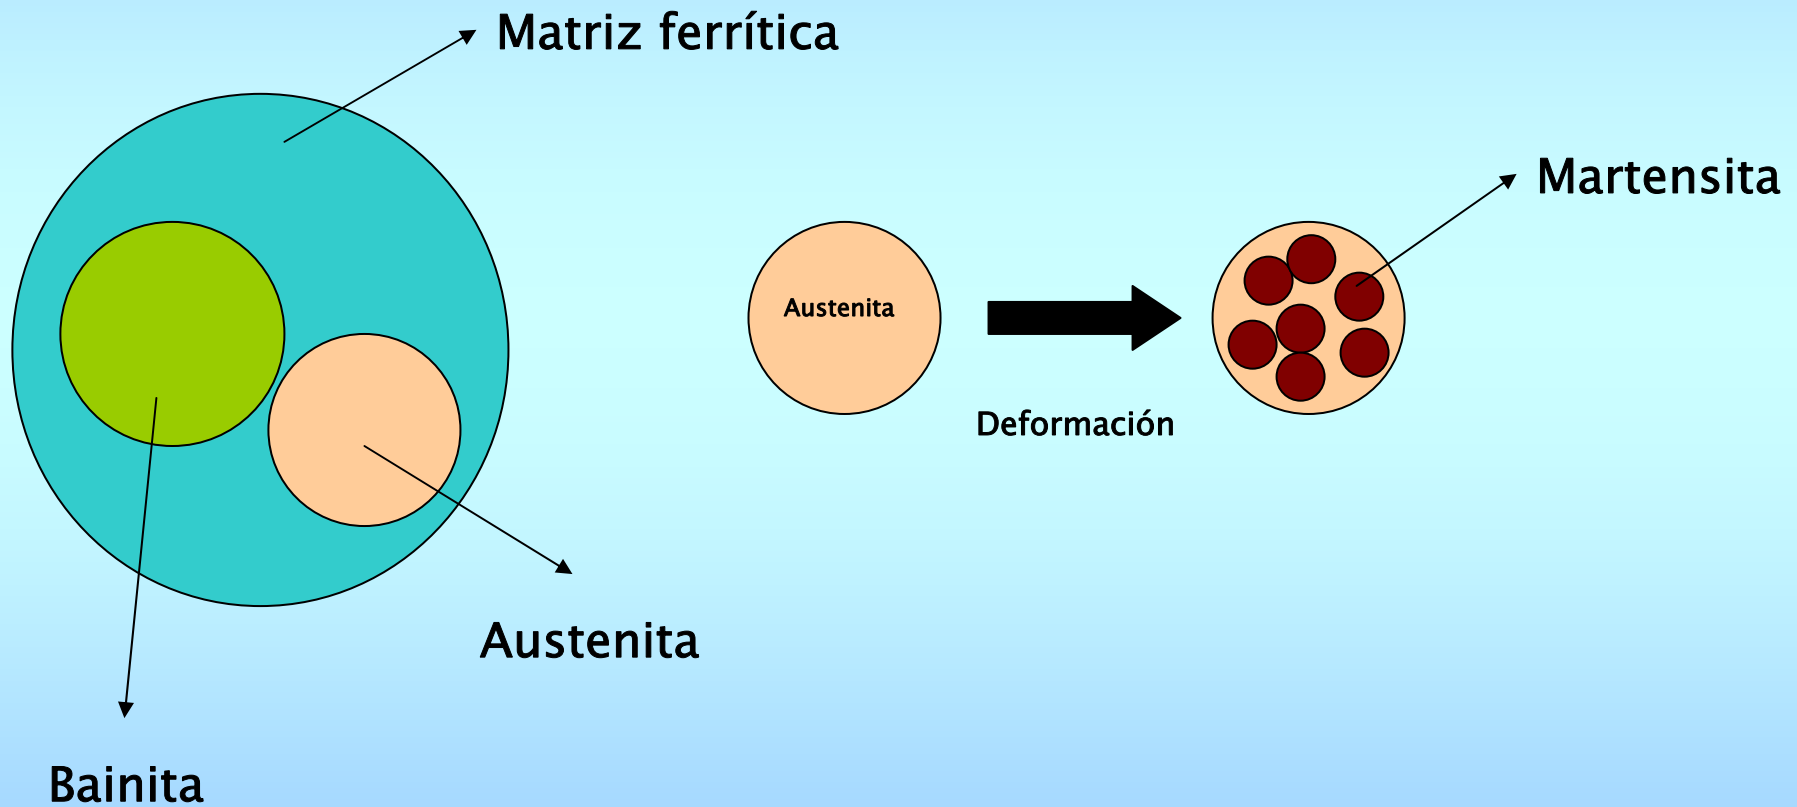 Matriz ferrítica
Martensita
Austenita
Deformación
Austenita
Bainita